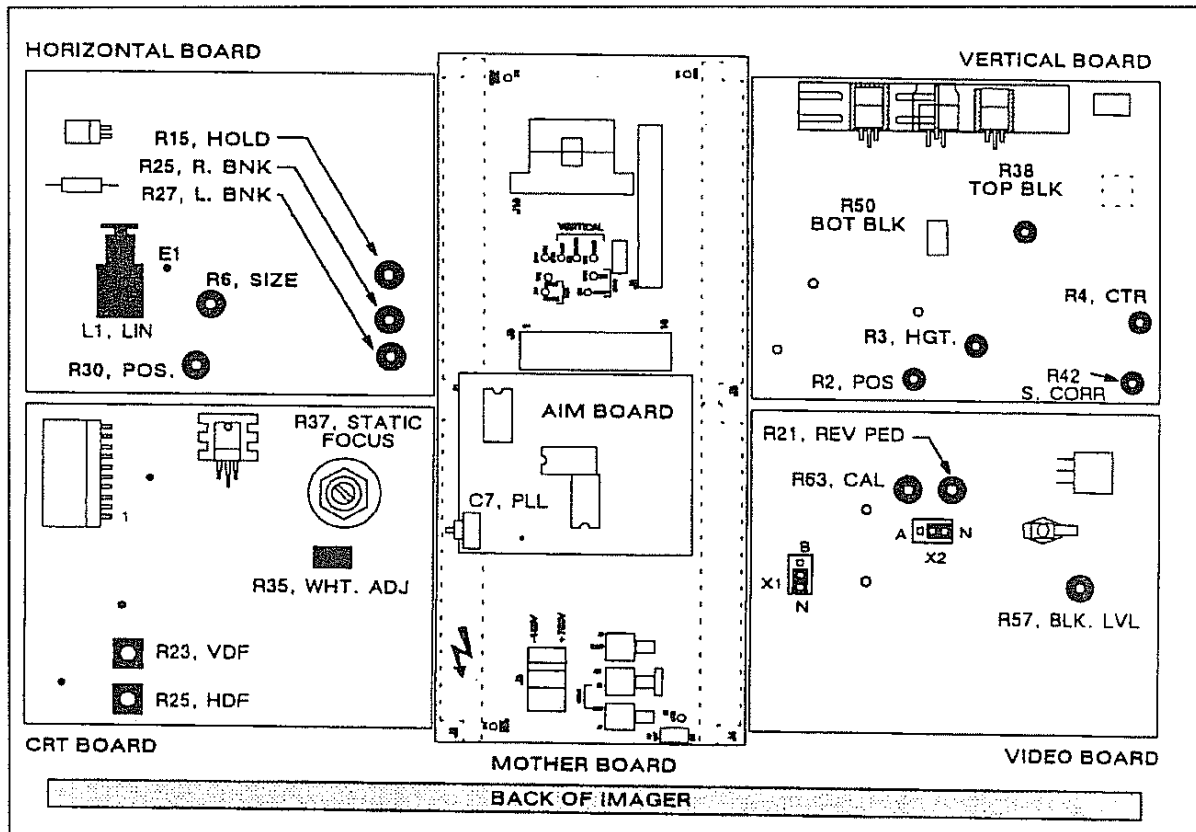 HORIZONTAL BOARD
R15, HOLD
R25, R. BNK
R27, L. BNK
E1
R6, SIZE
L1, LIN
R30, POS.
VERTICAL
AIM BOARD
C7, PLL
VERTICAL BOARD
R38
TOP BLK
R50
BOT BLK
R4, CTR
R3, HGT.
R2, POS
R42
S, CORR
R37, STATIC
FOCUS
1
R35, WHT. ADJ
R23, VDF
R25, HDF
CRT BOARD
R21, REV PED
R63, CAL
A N
X2
B
X1
N
R57, BLK. LVL
VIDEO BOARD
MOTHER BOARD
BACK OF IMAGER